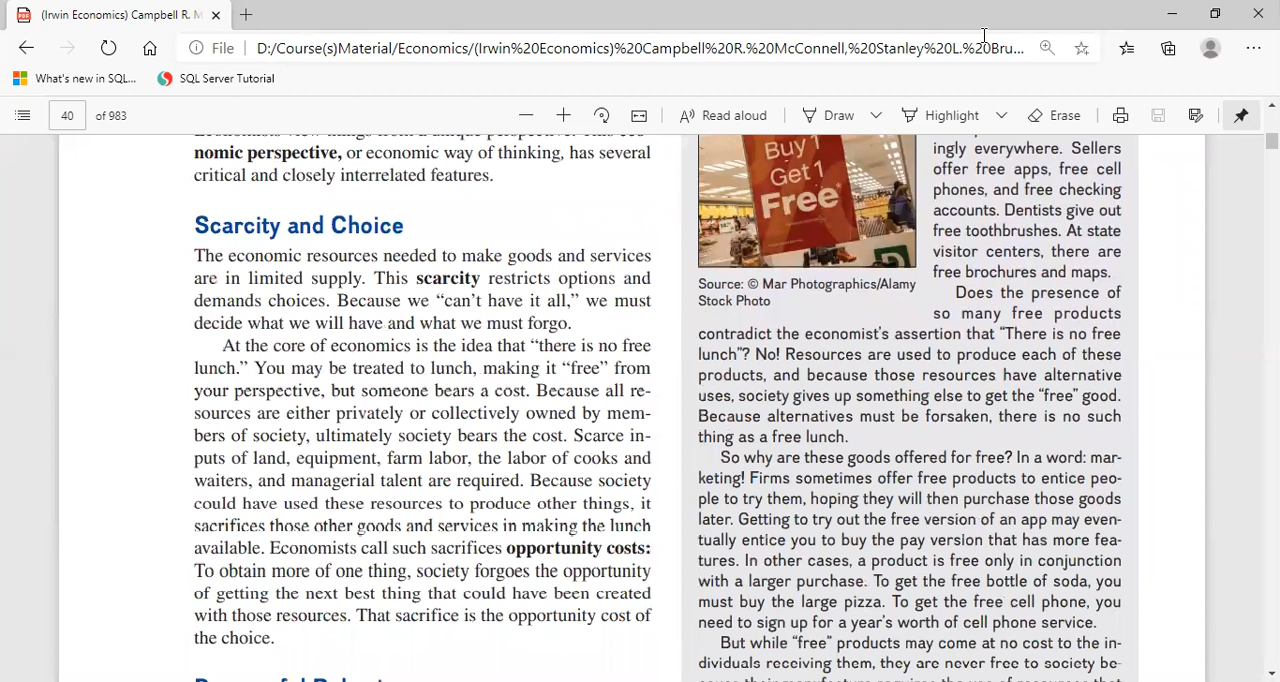 (Irwin Economics) Campbell R. M
File
D:/Course(s)Material/Economics/(Irwin%20Economics)%20Campbell%20R.%20McConnell,%20Stanley%20L.%20Bru...
What's new in SQL...
SQL Server Tutorial
40 of 983
Read aloud
Draw
Highlight
Erase
nomic perspective, or economic way of thinking, has several
critical and closely interrelated features.
Scarcity and Choice
The economic resources needed to make goods and services
are in limited supply. This scarcity restricts options and
demands choices. Because we “can’t have it all,” we must
decide what we will have and what we must forgo.
At the core of economics is the idea that “there is no free
lunch.” You may be treated to lunch, making it “free” from
your perspective, but someone bears a cost. Because all re-
sources are either privately or collectively owned by mem-
bers of society, ultimately society bears the cost. Scarce in-
puts of land, equipment, farm labor, the labor of cooks and
waiters, and managerial talent are required. Because society
could have used these resources to produce other things, it
sacrifices those other goods and services in making the lunch
available. Economists call such sacrifices opportunity costs:
To obtain more of one thing, society forgoes the opportunity
of getting the next best thing that could have been created
with those resources. That sacrifice is the opportunity cost of
the choice.
Buy 1
Get 1
Free*
Source: © Mar Photographics/Alamy
Stock Photo
ingly everywhere. Sellers
offer free apps, free cell
phones, and free checking
accounts. Dentists give out
free toothbrushes. At state
visitor centers, there are
free brochures and maps.
Does the presence of
so many free products
contradict the economist’s assertion that “There is no free
lunch”? No! Resources are used to produce each of these
products, and because those resources have alternative
uses, society gives up something else to get the “free” good.
Because alternatives must be forsaken, there is no such
thing as a free lunch.
So why are these goods offered for free? In a word: mar-
keting! Firms sometimes offer free products to entice peo-
ple to try them, hoping they will then purchase those goods
later. Getting to try out the free version of an app may even-
tually entice you to buy the pay version that has more fea-
tures. In other cases, a product is free only in conjunction
with a larger purchase. To get the free bottle of soda, you
must buy the large pizza. To get the free cell phone, you
need to sign up for a year’s worth of cell phone service.
But while “free” products may come at no cost to the in-
dividuals receiving them, they are never free to society be-